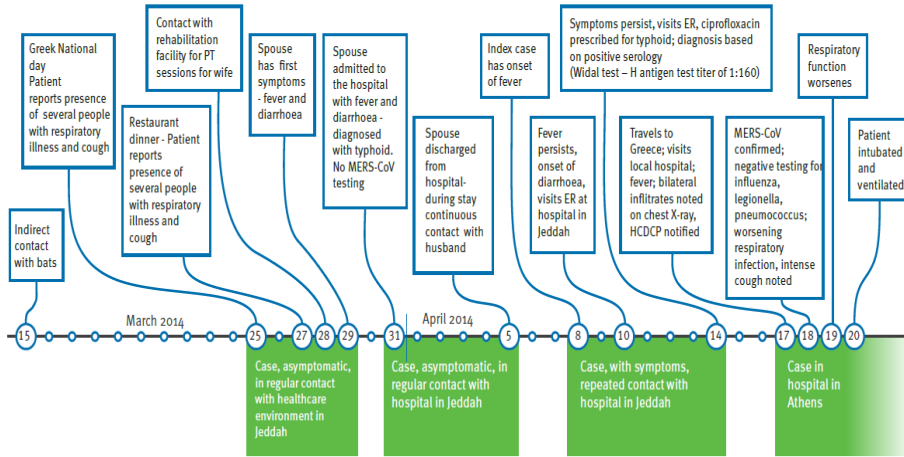 Greek National
day
Patient
reports presence
of several people
with respiratory
illness and cough
Contact with
rehabilitation
facility for PT
sessions for wife
Spouse
has first
symptoms
- fever and
diarrhoea
Spouse
admitted to
the hospital
with fever and
diarrhoea -
diagnosed
with typhoid.
No MERS-CoV
testing
Index case
has onset
of fever
Symptoms persist, visits ER, ciprofloxacin
prescribed for typhoid; diagnosis based
on positive serology
(Widal test – H antigen test titer of 1:160)
Respiratory
function
worsenes
Restaurant
dinner - Patient
reports
presence of
several people
with respiratory
illness and
cough
Spouse
discharged
from
hospital-
during stay
continuous
contact with
husband
Fever
persists,
onset of
diarrhoea,
visits ER at
hospital in
Jeddah
Travels to
Greece; visits
local hospital;
fever; bilateral
infiltrates noted
on chest X-ray,
HCDCP notified
MERS-CoV
confirmed;
negative testing for
influenza,
legionella,
pneumococcus;
worsening
respiratory
infection, intense
cough noted
Patient
intubated
and
ventilated
Indirect
contact
with bats
March 2014
April 2014
15 25 27 28 29 31 5 8 10 14 17 18 19 20
Case, asymptomatic,
in regular contact
with healthcare
environment in
Jeddah
Case, asymptomatic, in
regular contact with
hospital in Jeddah
Case, with symptoms,
repeated contact with
hospital in Jeddah
Case in
hospital in
Athens